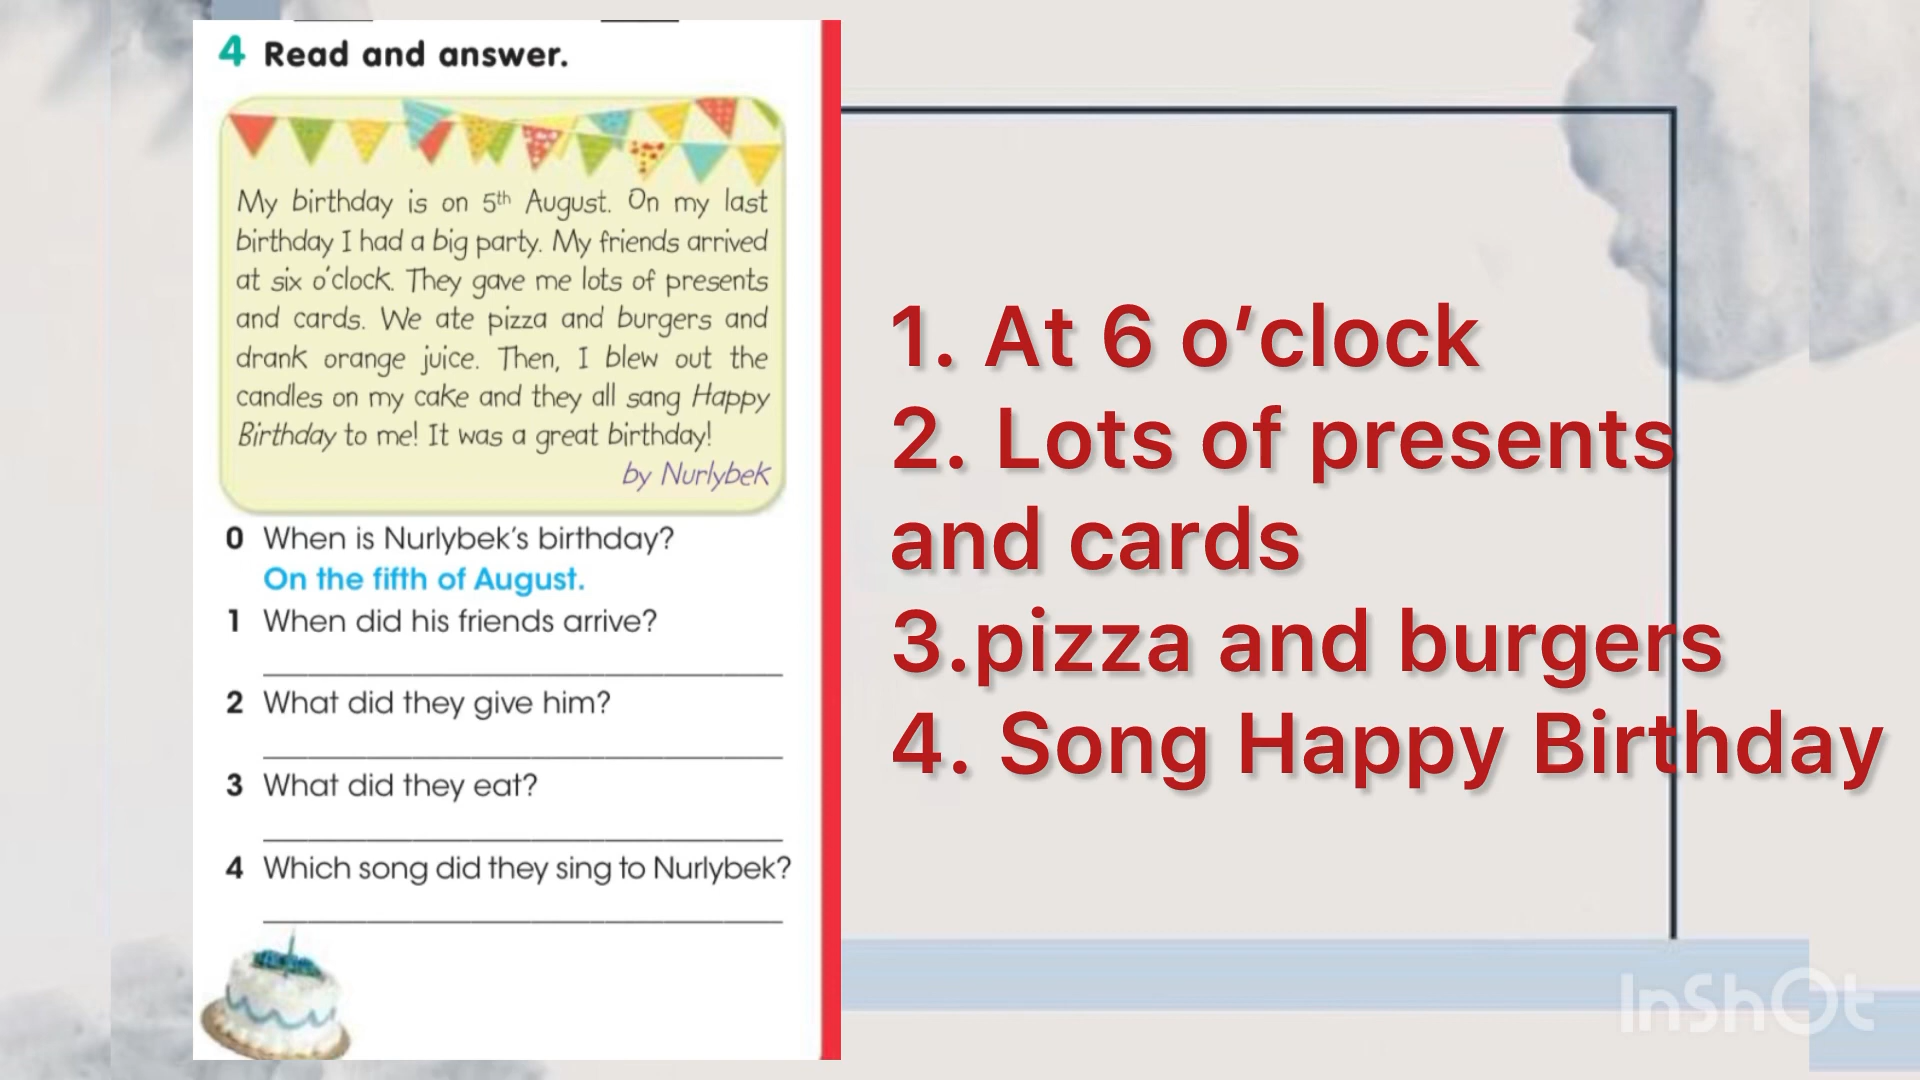 4 Read and answer.
My birthday is on 5th August. On my last
birthday I had a big party. My friends arrived
at six o'clock. They gave me lots of presents
and cards. We ate pizza and burgers and
drank orange juice. Then, I blew out the
candles on my cake and they all sang Happy
Birthday to me! It was a great birthday!
by Nurlybek
0 When is Nurlybek's birthday?
On the fifth of August.
1 When did his friends arrive?
2 What did they give him?
3 What did they eat?
4 Which song did they sing to Nurlybek?
1. At 6 o’clock
2. Lots of presents
and cards
3.pizza and burgers
4. Song Happy Birthday
InShOt